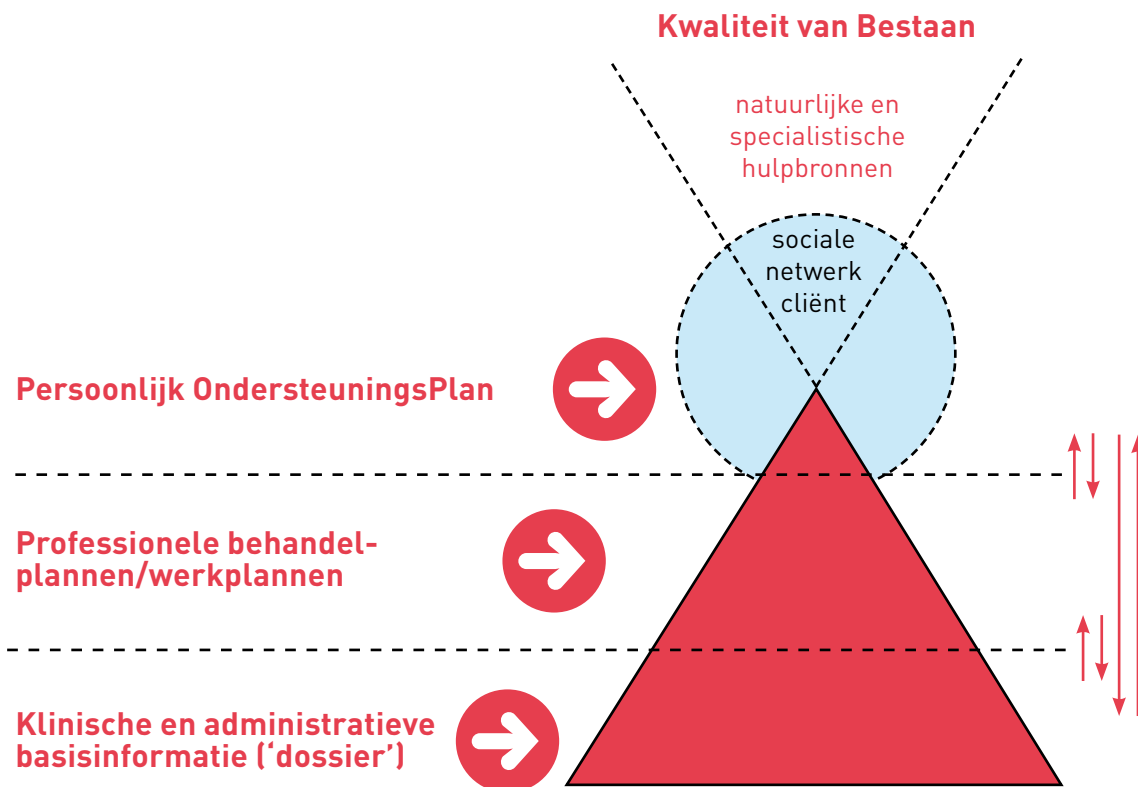 Kwaliteit van Bestaan
natuurlijke en
specialistische
hulpbronnen
sociale
netwerk
cliënt
Persoonlijk OndersteuningsPlan
Professionele behandel-
plannen/werkplannen
Klinische en administratieve
basisinformatie (‘dossier’)